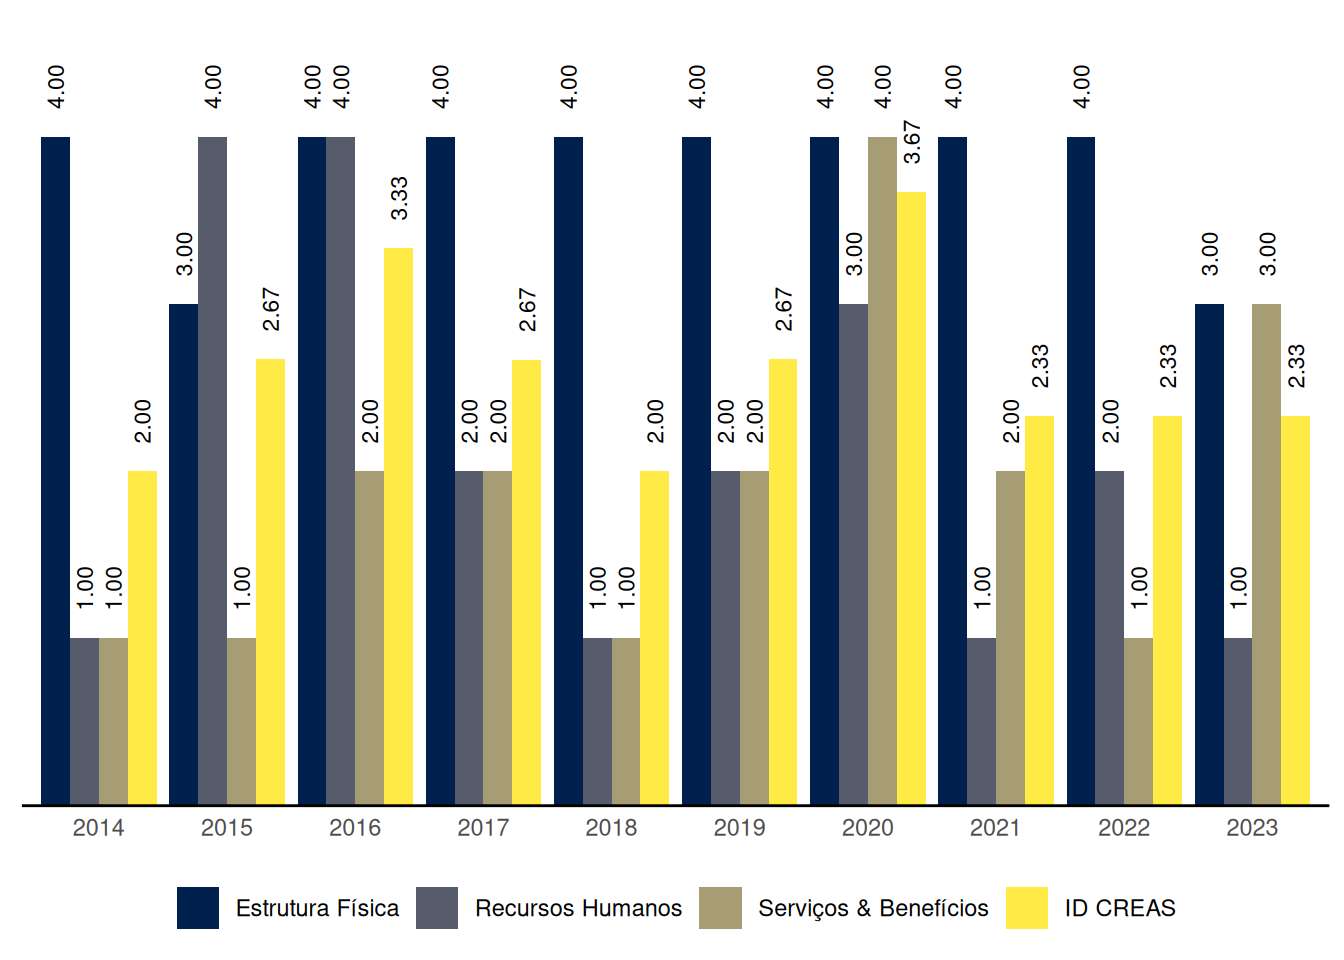 4.00 1.00 1.00 2.00
3.00 4.00 1.00 2.67
4.00 4.00 2.00 3.33
4.00 2.00 2.00 2.67
4.00 1.00 1.00 2.00
4.00 2.00 2.00 2.67
4.00 3.00 4.00 3.67
4.00 1.00 2.00 2.33
4.00 2.00 1.00 2.33
3.00 1.00 3.00 2.33
2014 2015 2016 2017 2018 2019 2020 2021 2022 2023
Estrutura Física Recursos Humanos Serviços & Benefícios ID CREAS